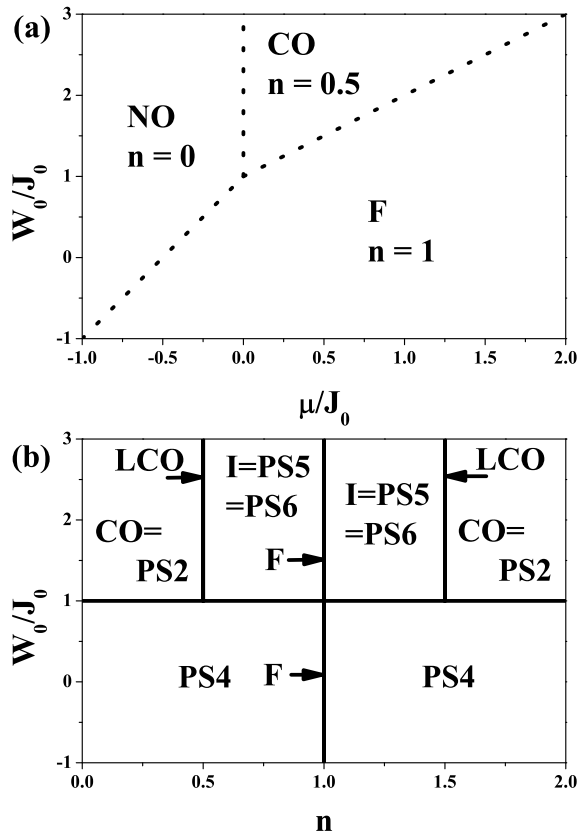 (a)
3
2
1
0
-1
W0/J0
NO
n = 0
CO
n = 0.5
F
n = 1
-1.0 -0.5 0.0 0.5 1.0 1.5 2.0
μ/J0
(b)
3
2
1
0
-1
W0/J0
LCO
I=PS5
=PS6
I=PS5
=PS6
LCO
CO=
PS2
F
CO=
PS2
PS4
F
PS4
0.0 0.5 1.0 1.5 2.0
n